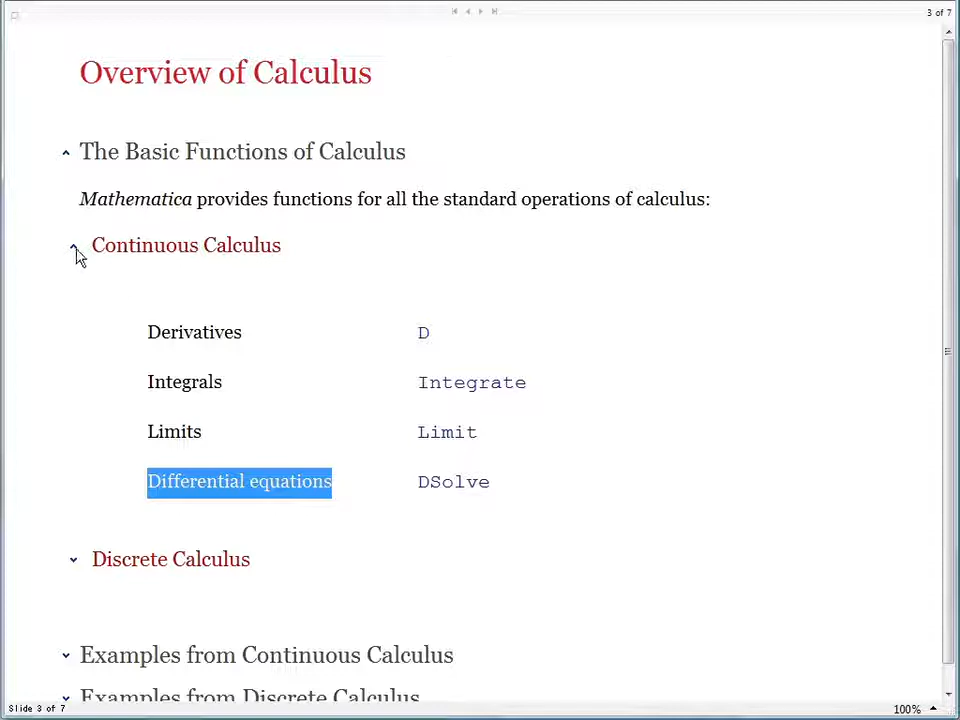 3 of 7
Overview of Calculus
The Basic Functions of Calculus
Mathematica provides functions for all the standard operations of calculus:
Continuous Calculus
Derivatives D
Integrals Integrate
Limits Limit
Differential equations DSolve
Discrete Calculus
Examples from Continuous Calculus
Examples from Discrete Calculus
Slide 3 of 7
100%